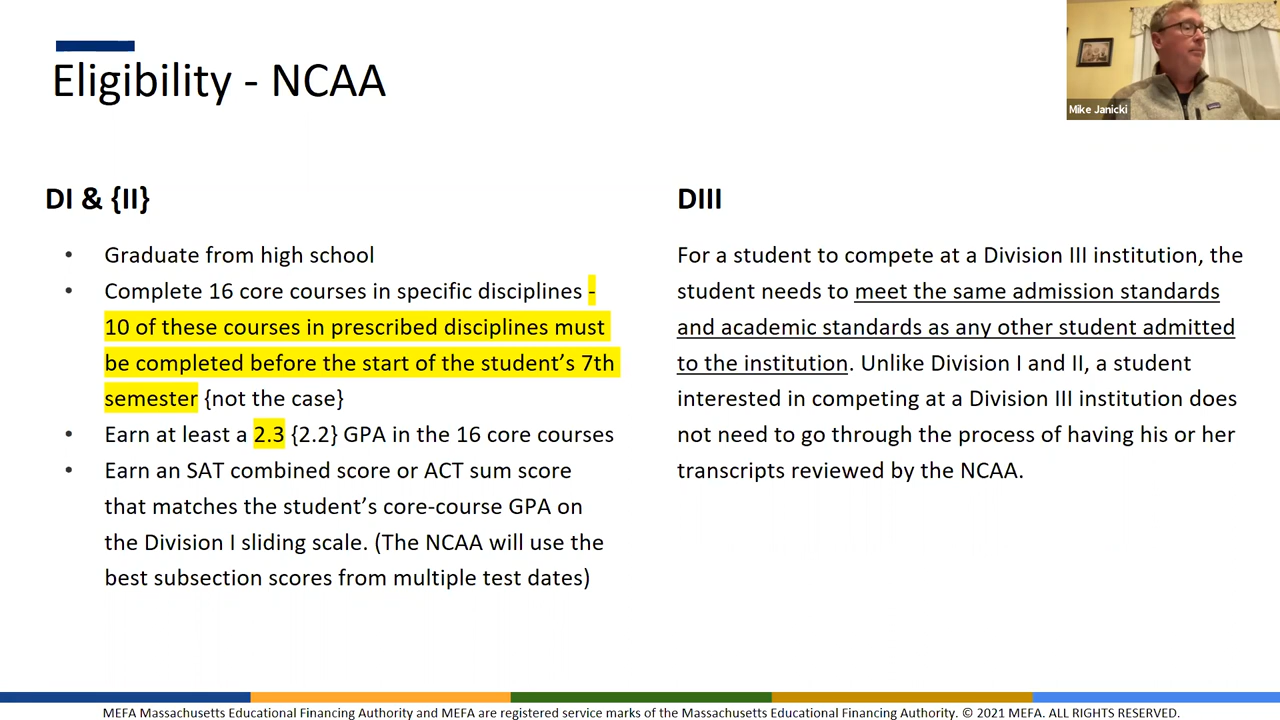 Eligibility - NCAA
Mike Janicki
DI & {II}
• Graduate from high school
• Complete 16 core courses in specific disciplines -
10 of these courses in prescribed disciplines must
be completed before the start of the student’s 7th
semester {not the case}
• Earn at least a 2.3 {2.2} GPA in the 16 core courses
• Earn an SAT combined score or ACT sum score
that matches the student’s core-course GPA on
the Division I sliding scale. (The NCAA will use the
best subsection scores from multiple test dates)
DIII
For a student to compete at a Division III institution, the
student needs to meet the same admission standards
and academic standards as any other student admitted
to the institution. Unlike Division I and II, a student
interested in competing at a Division III institution does
not need to go through the process of having his or her
transcripts reviewed by the NCAA.
MEFA Massachusetts Educational Financing Authority and MEFA are registered service marks of the Massachusetts Educational Financing Authority. © 2021 MEFA. ALL RIGHTS RESERVED.